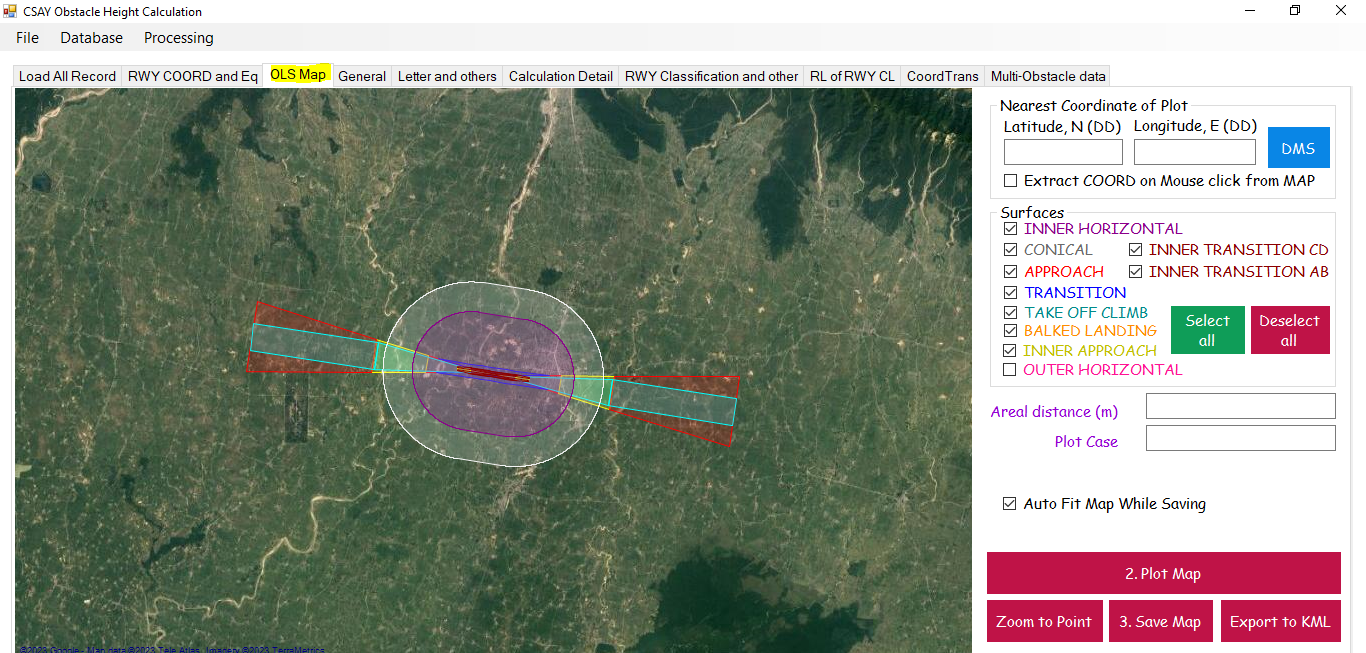 CSAY Obstacle Height Calculation
File Database Processing
Load All Record RWY COORD and Eq OLS Map General Letter and others Calculation Detail RWY Classification and other RL of RWY CL CoordTrans Multi-Obstacle data
Nearest Coordinate of Plot
Latitude, N (DD) Longitude, E (DD)
DMS
Extract COORD on Mouse click from MAP
Surfaces
INNER HORIZONTAL
CONICAL INNER TRANSITION CD
APPROACH INNER TRANSITION AB
TRANSITION
TAKE OFF CLIMB
BALKED LANDING
INNER APPROACH
OUTER HORIZONTAL
Select
all
Deselect
all
Areal distance (m)
Plot Case
Auto Fit Map While Saving
2. Plot Map
Zoom to Point 3. Save Map Export to KML
©2023 Google - Map data ©2023 Tele Atlas, Imagery ©2023 TerraMetrics